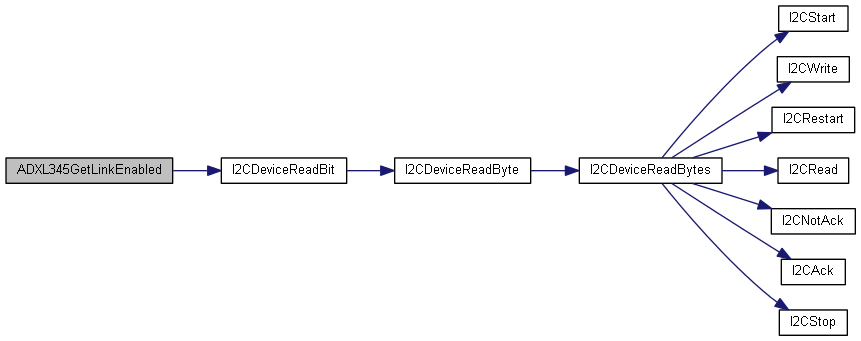 ADXL345GetLinkEnabled
I2CDeviceReadBit
I2CDeviceReadByte
I2CDeviceReadBytes
I2CStart
I2CWrite
I2CRestart
I2CRead
I2CNotAck
I2CAck
I2CStop